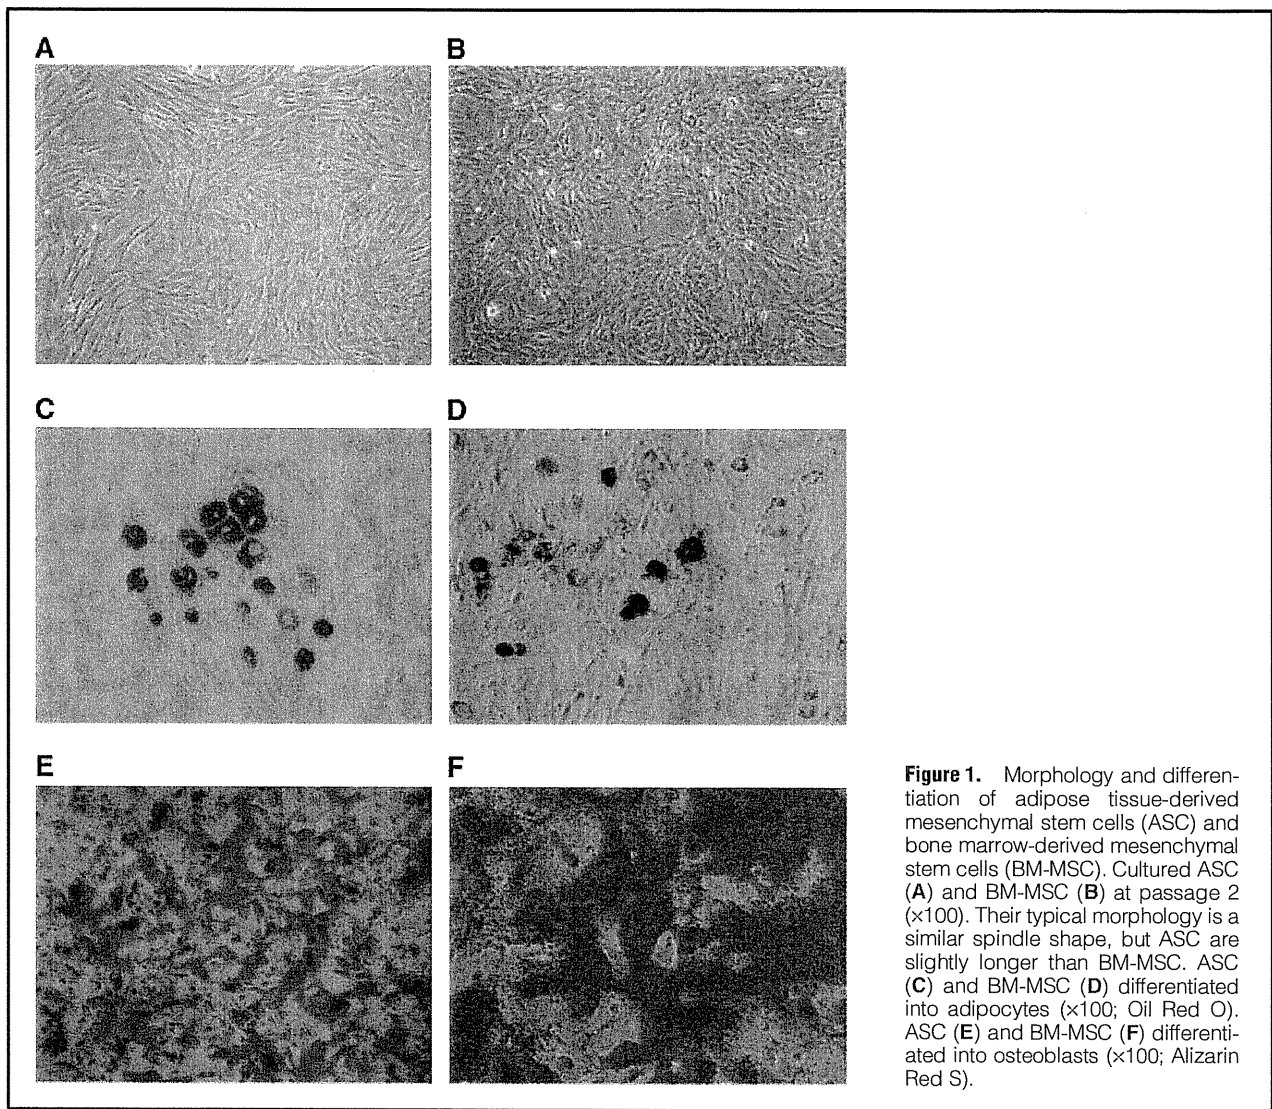 A
B
C
D
E
F
Figure 1. Morphology and differen-
tiation of adipose tissue-derived
mesenchymal stem cells (ASC) and
bone marrow-derived mesenchymal
stem cells (BM-MSC). Cultured ASC
(A) and BM-MSC (B) at passage 2
(×100). Their typical morphology is a
similar spindle shape, but ASC are
slightly longer than BM-MSC. ASC
(C) and BM-MSC (D) differentiated
into adipocytes (×100; Oil Red O).
ASC (E) and BM-MSC (F) differenti-
ated into osteoblasts (×100; Alizarin
Red S).